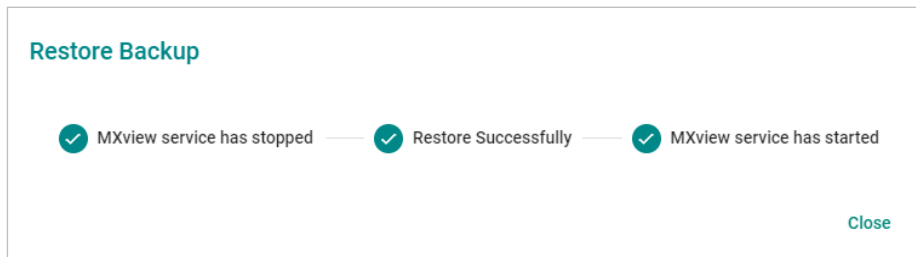 Restore Backup
MXview service has stopped Restore Successfully MXview service has started
Close